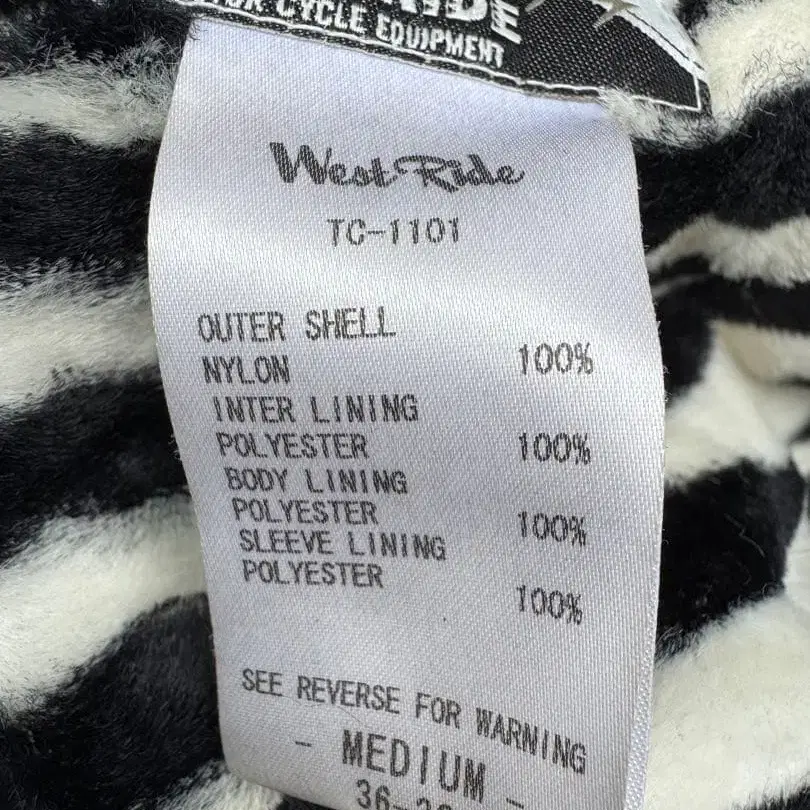 CYCLE EQUIPMENT
West Ride
TC-1101
OUTER SHELL
NYLON 100%
INTER LINING
POLYESTER 100%
BODY LINING
POLYESTER 100%
SLEEVE LINING
POLYESTER 100%
SEE REVERSE FOR WARNING
- MEDIUM -